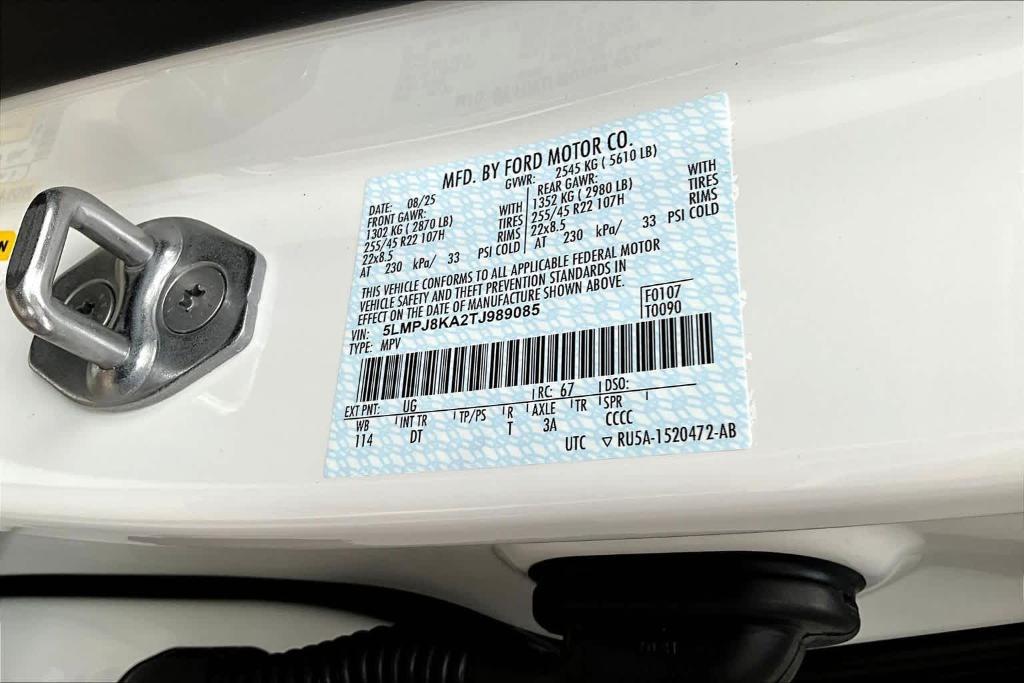 MFD. BY FORD MOTOR CO.
DATE: 08/25 GVWR: 2545 KG ( 5610 LB)
FRONT GAWR: REAR GAWR:
1302 KG ( 2870 LB) WITH 1352 KG ( 2980 LB) WITH
255/45 R22 107H TIRES 255/45 R22 107H TIRES
22x8.5 RIMS 22x8.5 RIMS
AT 230 kPa/ 33 PSI COLD AT 230 kPa/ 33 PSI COLD
THIS VEHICLE CONFORMS TO ALL APPLICABLE FEDERAL MOTOR
VEHICLE SAFETY AND THEFT PREVENTION STANDARDS IN
EFFECT ON THE DATE OF MANUFACTURE SHOWN ABOVE.
VIN: 5LMPJ8KA2TJ989085 F0107
TYPE: MPV T0090
EXT PNT: UG RC: 67 DSO:
WB INT TR TP/PS R AXLE TR SPR
114 DT T 3A CCCC
UTC ▽ RU5A-1520472-AB